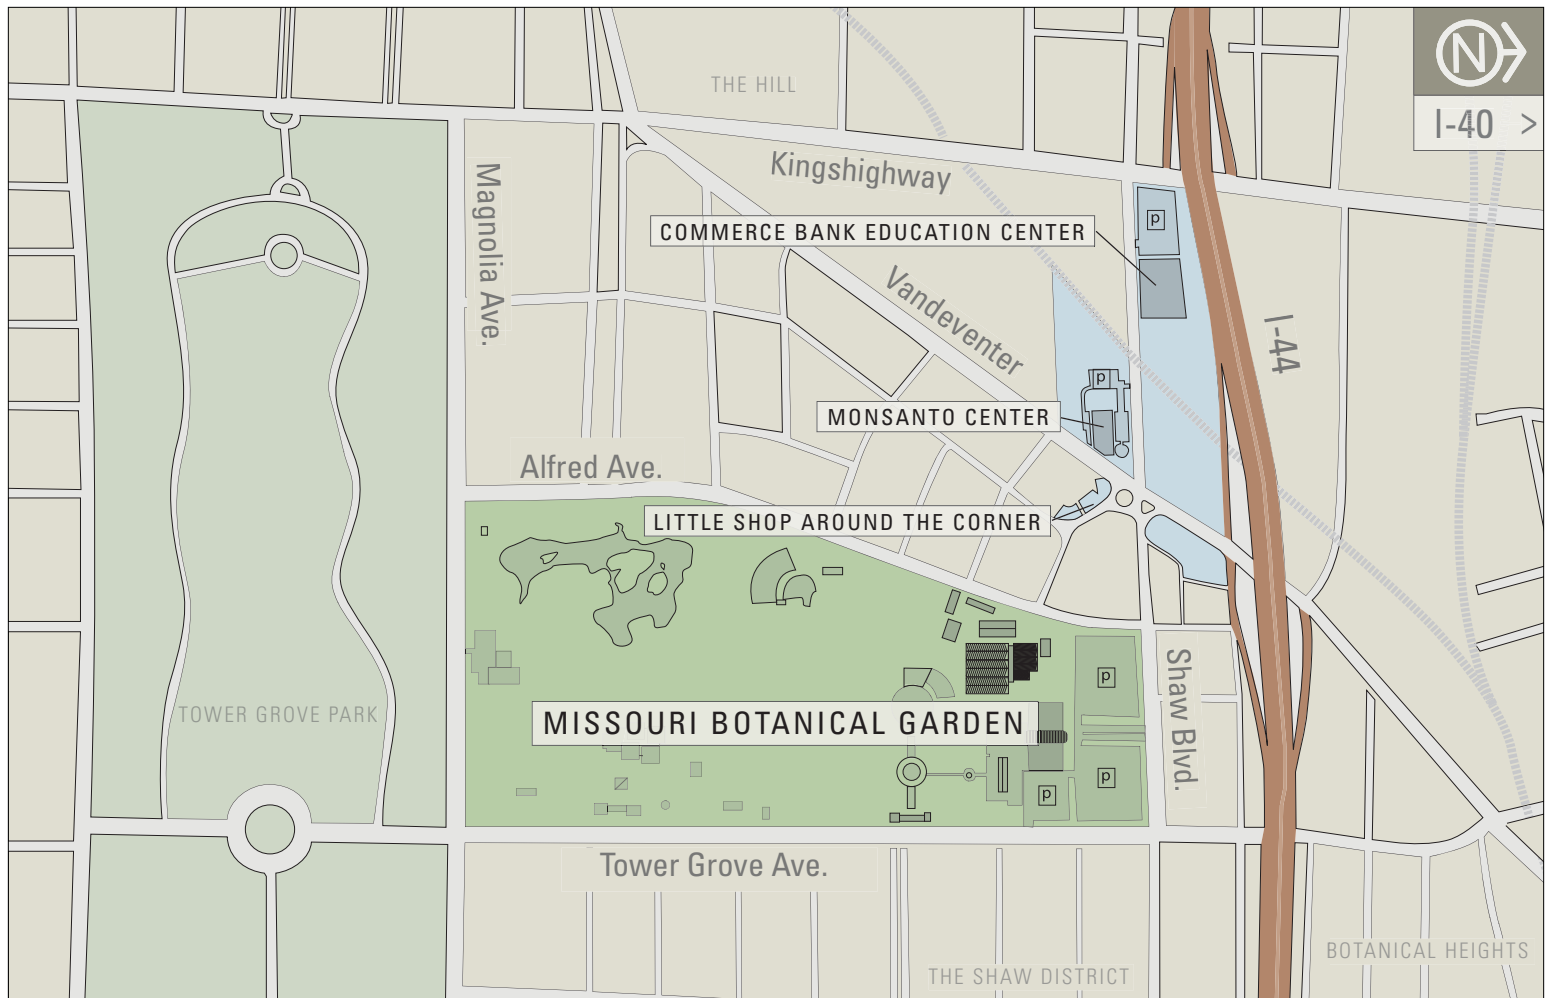 N
I-40 >
THE HILL
Kingshighway
Magnolia Ave.
P
COMMERCE BANK EDUCATION CENTER
Vandeventer
I-44
P
MONSANTO CENTER
Alfred Ave.
LITTLE SHOP AROUND THE CORNER
P
Shaw Blvd.
TOWER GROVE PARK
MISSOURI BOTANICAL GARDEN
P
P
Tower Grove Ave.
BOTANICAL HEIGHTS
THE SHAW DISTRICT